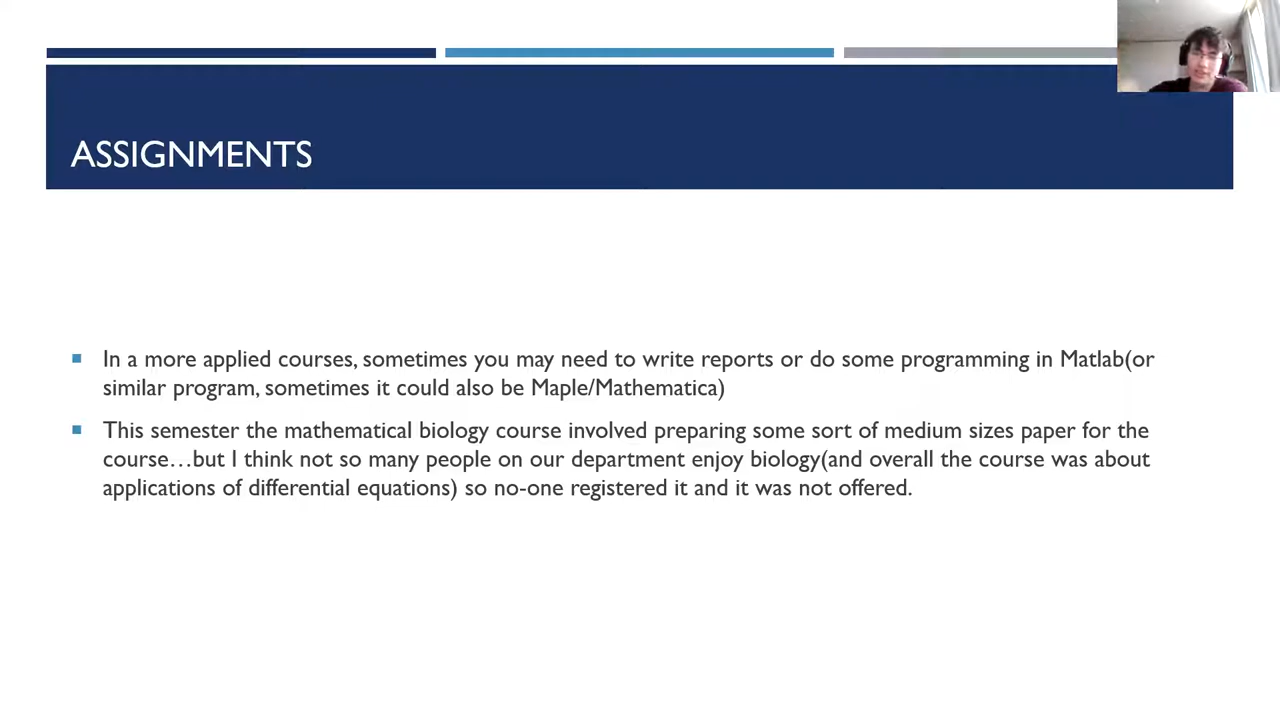 ASSIGNMENTS
In a more applied courses, sometimes you may need to write reports or do some programming in Matlab(or
similar program, sometimes it could also be Maple/Mathematica)
This semester the mathematical biology course involved preparing some sort of medium sizes paper for the
course…but I think not so many people on our department enjoy biology(and overall the course was about
applications of differential equations) so no-one registered it and it was not offered.